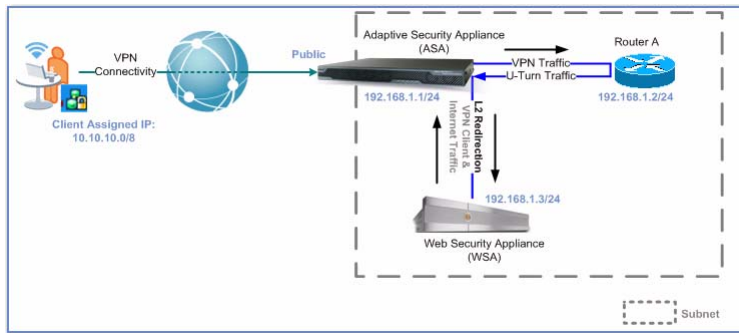 Adaptive Security Appliance
(ASA)
Router A
VPN
Connectivity
Public
VPN Traffic
U-Turn Traffic
192.168.1.1/24
192.168.1.2/24
Client Assigned IP:
10.10.10.0/8
L2 Redirection
VPN Client &
Internet Traffic
192.168.1.3/24
Web Security Appliance
(WSA)
Subnet